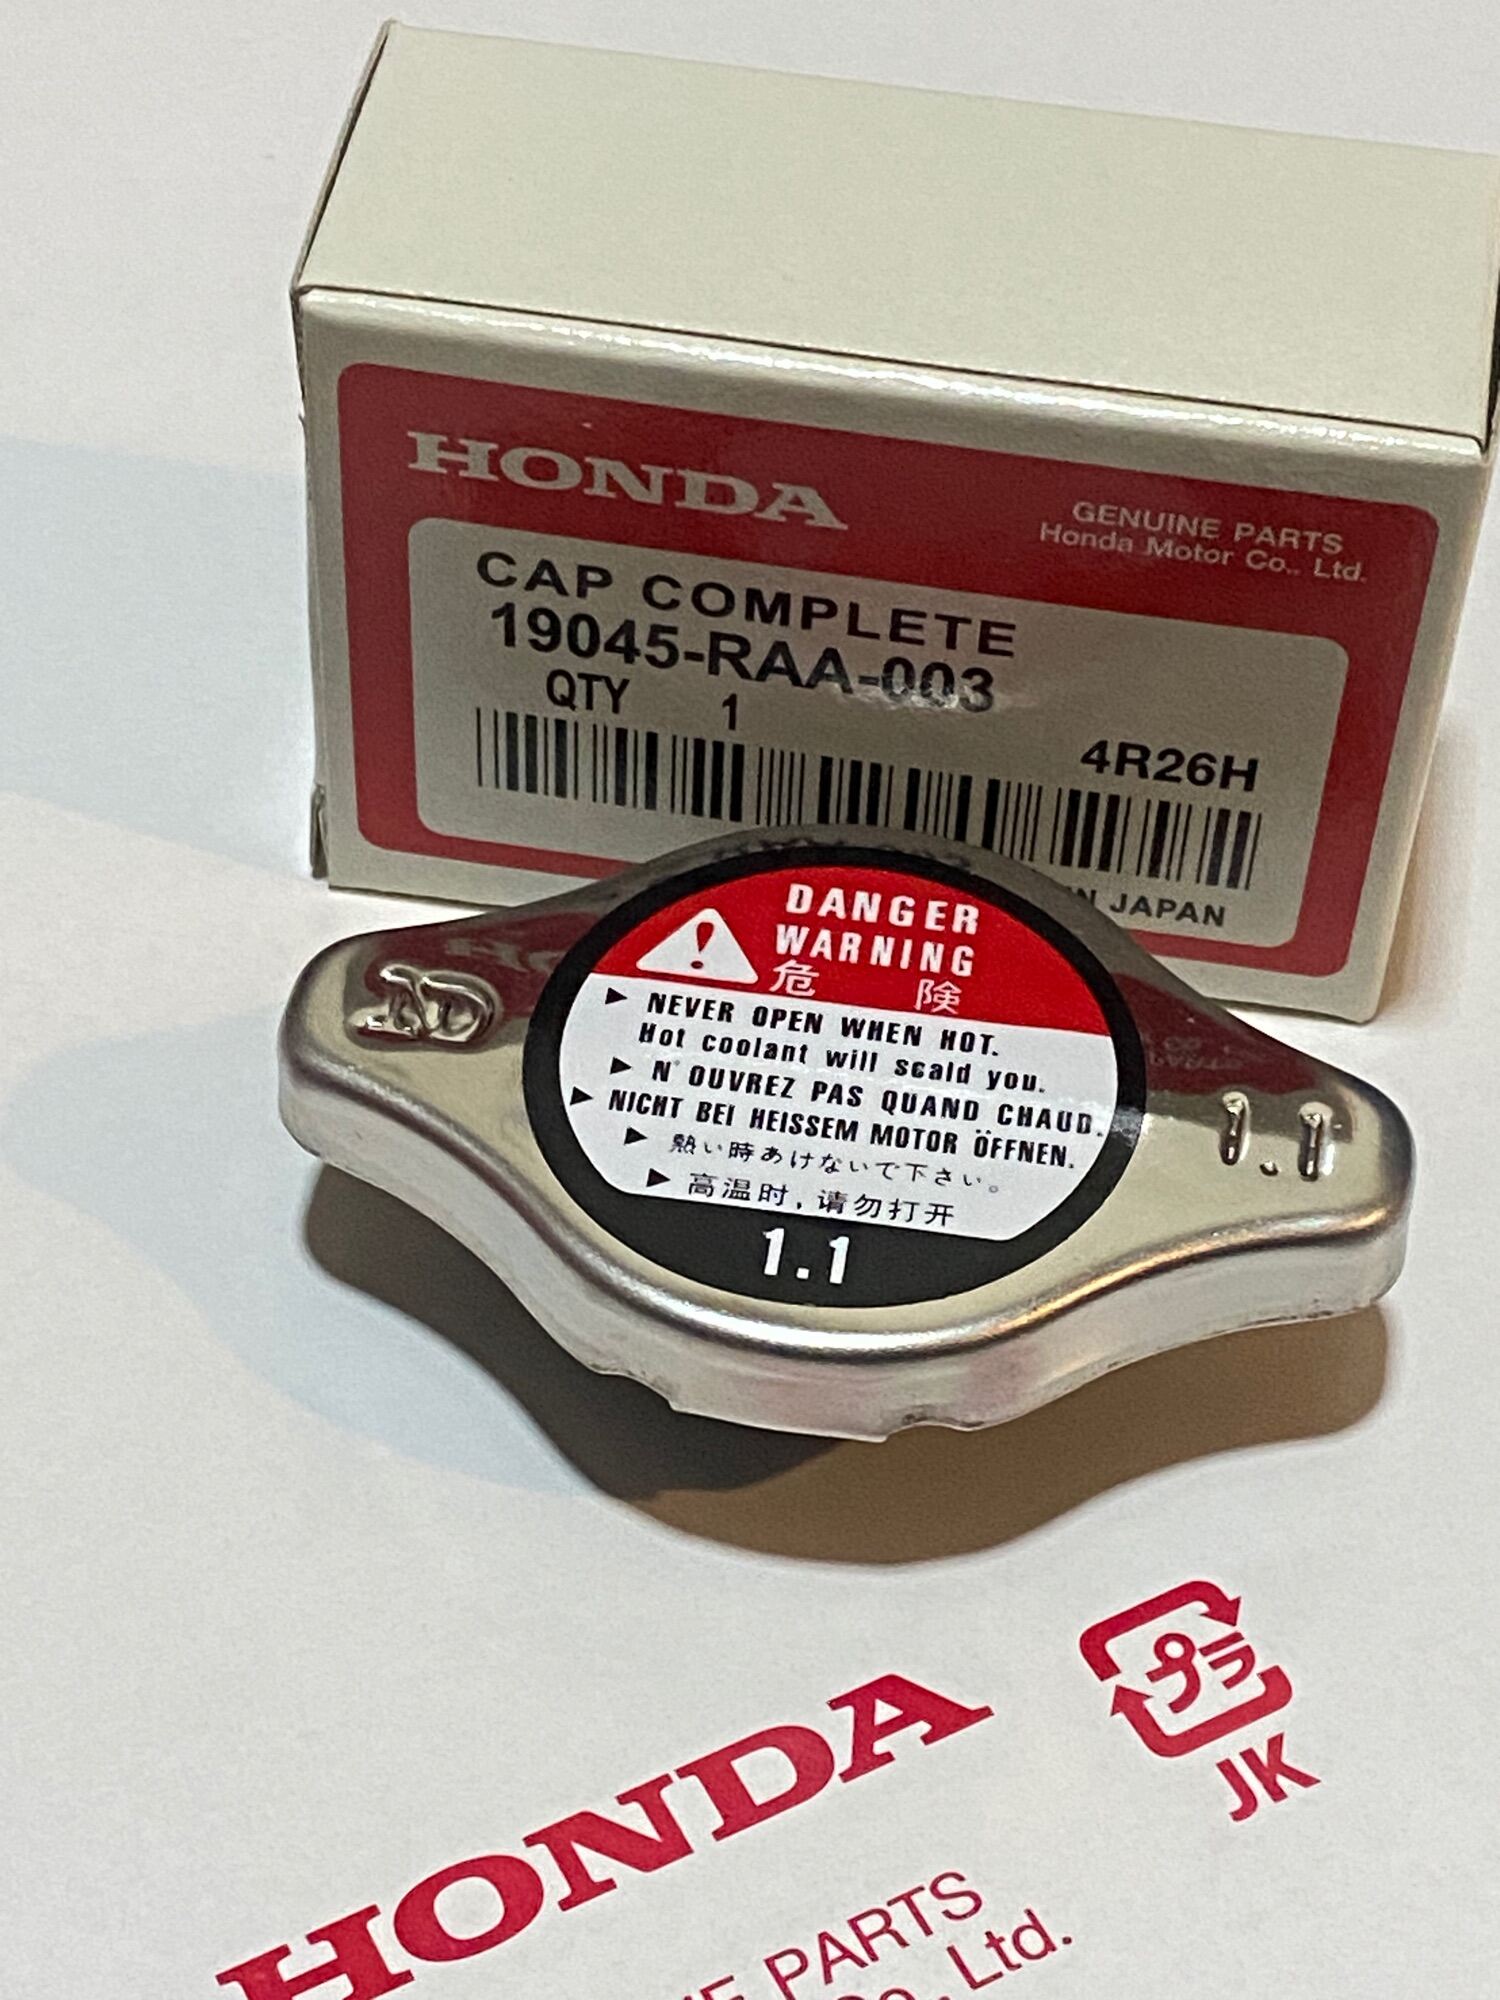 HONDA
GENUINE PARTS
Honda Motor Co., Ltd.
CAP COMPLETE
19045-RAA-003
QTY 1
4R26H
IN JAPAN
DANGER
WARNING
危 険
▶ NEVER OPEN WHEN HOT.
Hot coolant will scald you.
▶ N'OUVREZ PAS QUAND CHAUD.
▶ NICHT BEI HEISSEM MOTOR ÖFFNEN.
▶ 熱い時あけないで下さい。
▶ 高温时，请勿打开
1.1
ND
1.1
プラ
JK
HONDA
PARTS
Co., Ltd.